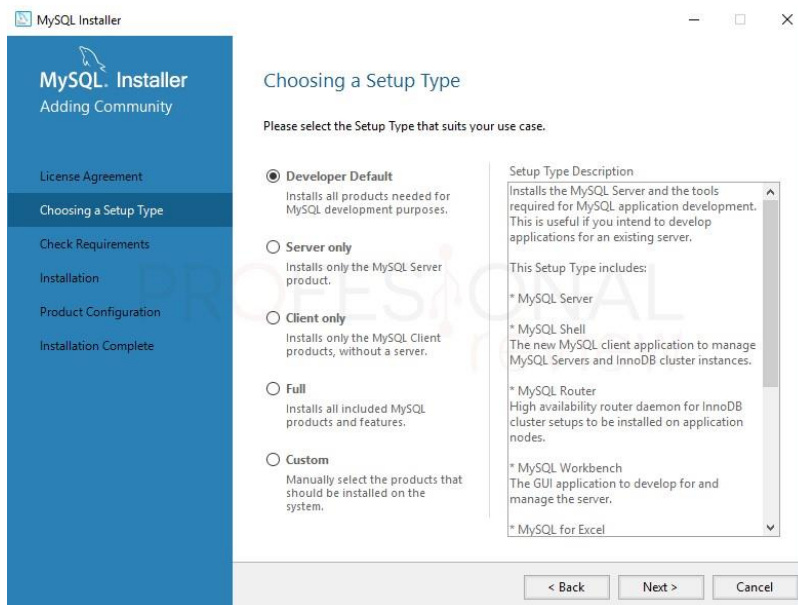 MySQL Installer
MySQL. Installer
Adding Community
License Agreement
Choosing a Setup Type
Check Requirements
Installation
Product Configuration
Installation Complete
Choosing a Setup Type
Please select the Setup Type that suits your use case.
Developer Default
Installs all products needed for
MySQL development purposes.
Server only
Installs only the MySQL Server
product.
Client only
Installs only the MySQL Client
products, without a server.
Full
Installs all included MySQL
products and features.
Custom
Manually select the products that
should be installed on the
system.
Setup Type Description
Installs the MySQL Server and the tools
required for MySQL application development.
This is useful if you intend to develop
applications for an existing server.
This Setup Type includes:
* MySQL Server
* MySQL Shell
The new MySQL client application to manage
MySQL Servers and InnoDB cluster instances.
* MySQL Router
High availability router daemon for InnoDB
cluster setups to be installed on application
nodes.
* MySQL Workbench
The GUI application to develop for and
manage the server.
* MySQL for Excel
< Back
Next >
Cancel
PROFESIONAL
review